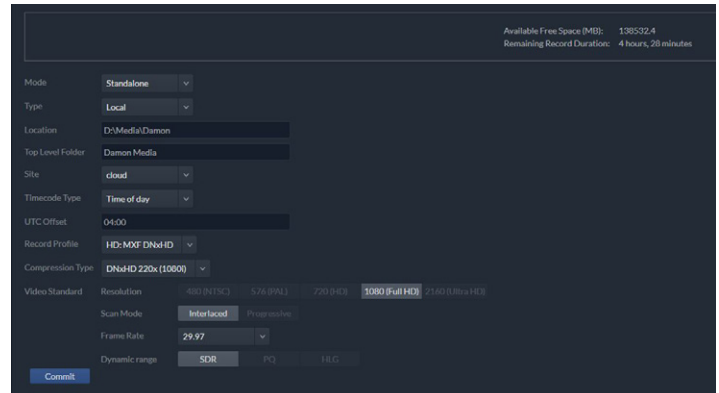 Available Free Space (MB): 138532.4
Remaining Record Duration: 4 hours, 28 minutes
Mode Standalone
Type Local
Location D:\Media\Damon
Top Level Folder Damon Media
Site cloud
Timecode Type Time of day
UTC Offset 04:00
Record Profile HD: MXF DNxHD
Compression Type DNxHD 220x (1080i)
Video Standard Resolution 480 (NTSC) 576 (PAL) 720 (HD) 1080 (Full HD) 2160 (Ultra HD)
Scan Mode Interlaced Progressive
Frame Rate 29.97
Dynamic range SDR PQ HLG
Commit